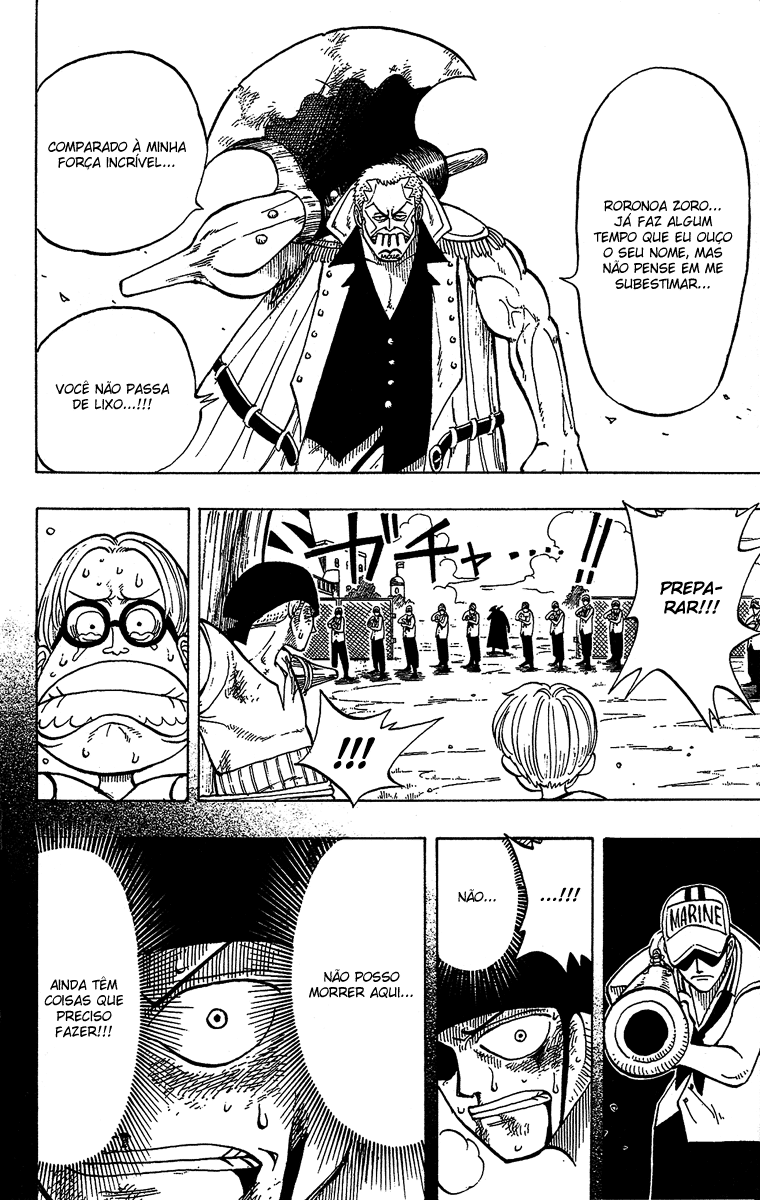 RORONOA ZORO...
JÁ FAZ ALGUM
TEMPO QUE EU OUÇO
O SEU NOME, MAS
NÃO PENSE EM ME
SUBESTIMAR...
COMPARADO À MINHA
FORÇA INCRÍVEL...
VOCÊ NÃO PASSA
DE LIXO...!!!
PREPA-
RAR!!!
ガチャ...!!
!!!
MARINE
...!!!
NÃO...
NÃO POSSO
MORRER AQUI...
AINDA TÊM
COISAS QUE
PRECISO
FAZER!!!